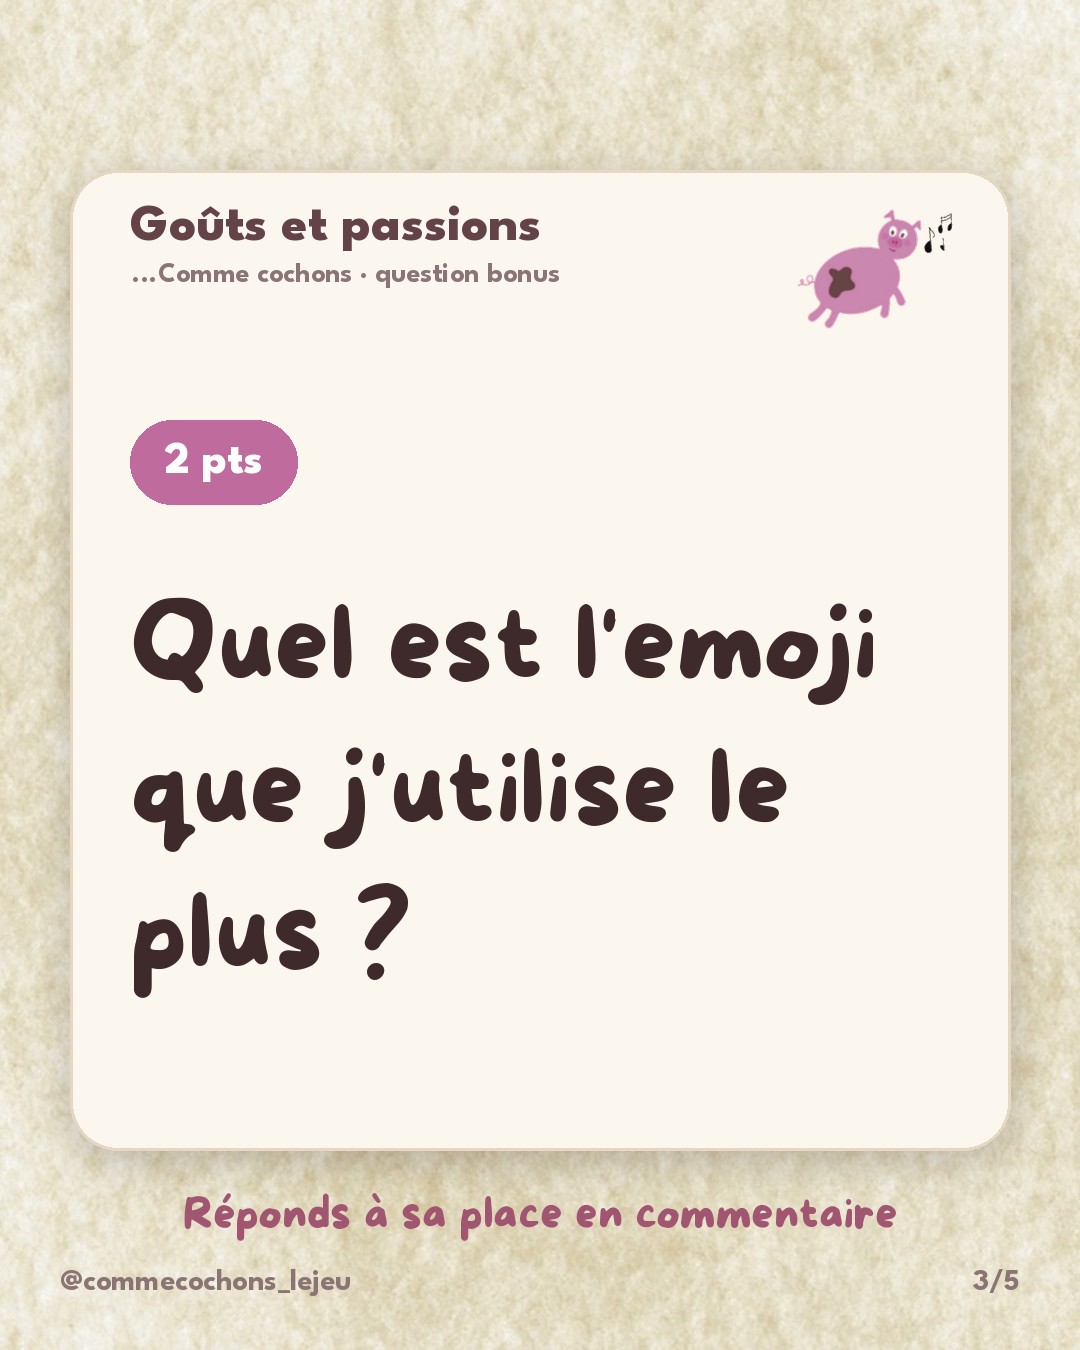 Goûts et passions
...Comme cochons · question bonus
2 pts
Quel est l'emoji
que j'utilise le
plus ?
Réponds à sa place en commentaire
@commecochons_lejeu
3/5